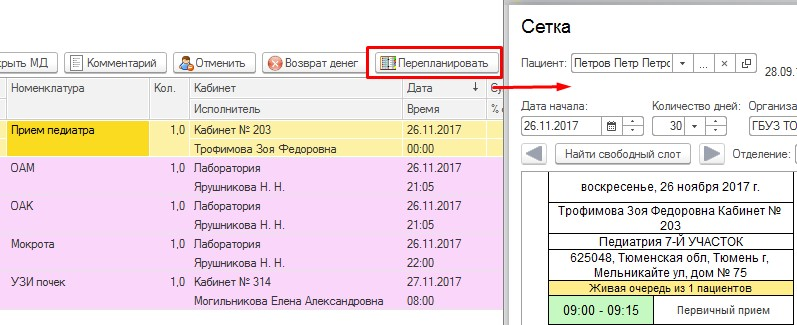 Сетка
Пациент: Петров Петр Петро ... × 28.09.
рыть МД Комментарий Отменить Возврат денег Перепланировать
Номенклатура Кол. Кабинет Дата ↓
Исполнитель Время %
Дата начала: Количество дней: Организа
26.11.2017 30 ГБУЗ ТО
Прием педиатра 1,0 Кабинет № 203 26.11.2017
Трофимова Зоя Федоровна 00:00
Найти свободный слот Отделение:
ОАМ 1,0 Лаборатория 26.11.2017
Ярушникова Н. Н. 21:05
ОАК 1,0 Лаборатория 26.11.2017
Ярушникова Н. Н. 21:05
Мокрота 1,0 Лаборатория 26.11.2017
Ярушникова Н. Н. 22:00
УЗИ почек 1,0 Кабинет № 314 27.11.2017
Могильникова Елена Александровна 08:00
воскресенье, 26 ноября 2017 г.
Трофимова Зоя Федоровна Кабинет №
203
Педиатрия 7-Й УЧАСТОК
625048, Тюменская обл, Тюмень г,
Мельникайте ул, дом № 75
Живая очередь из 1 пациентов
09:00 - 09:15 Первичный прием